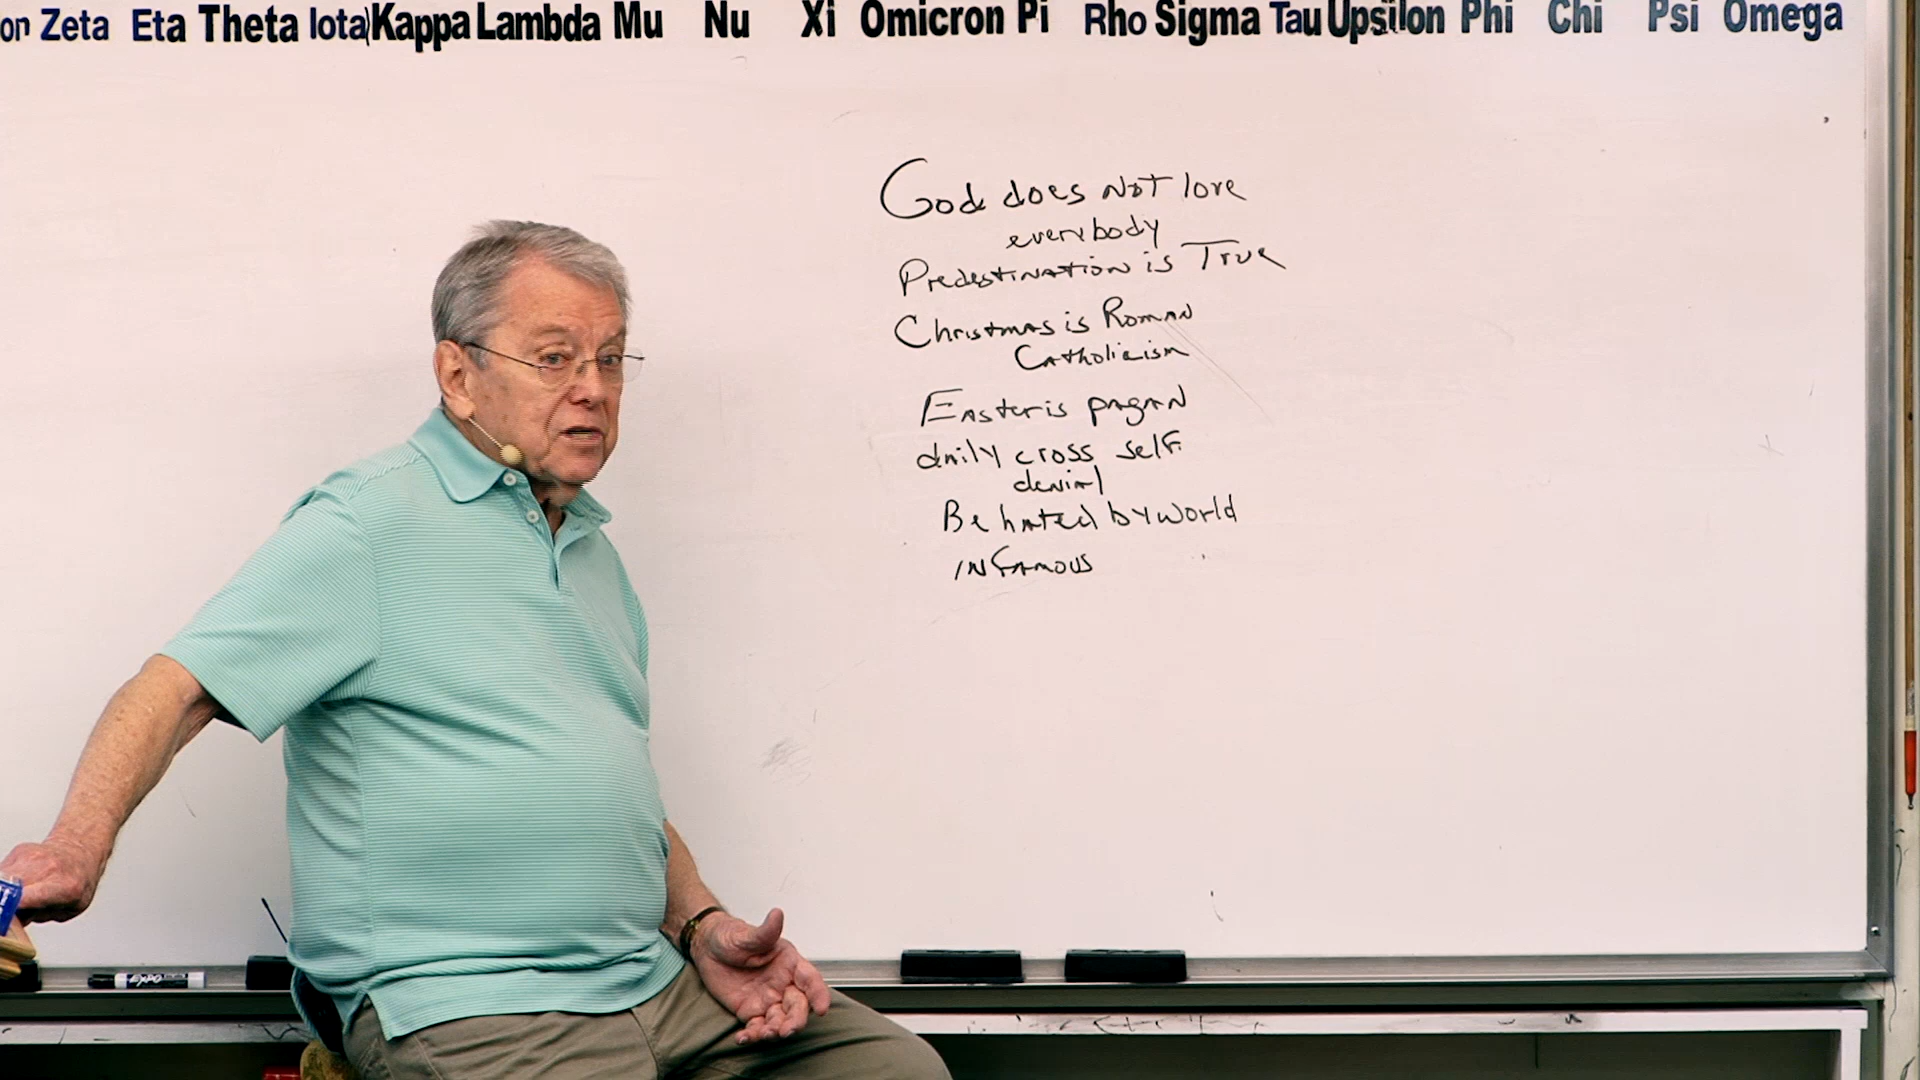 on Zeta Eta Theta Iota Kappa Lambda Mu Nu Xi Omicron Pi Rho Sigma Tau Upsilon Phi Chi Psi Omega
God does Not love
everybody
Predestination is True
Christmas is Roman
Catholicism
Easter is pagan
daily cross self.
denial
Be hated by world
infamous
EXPO